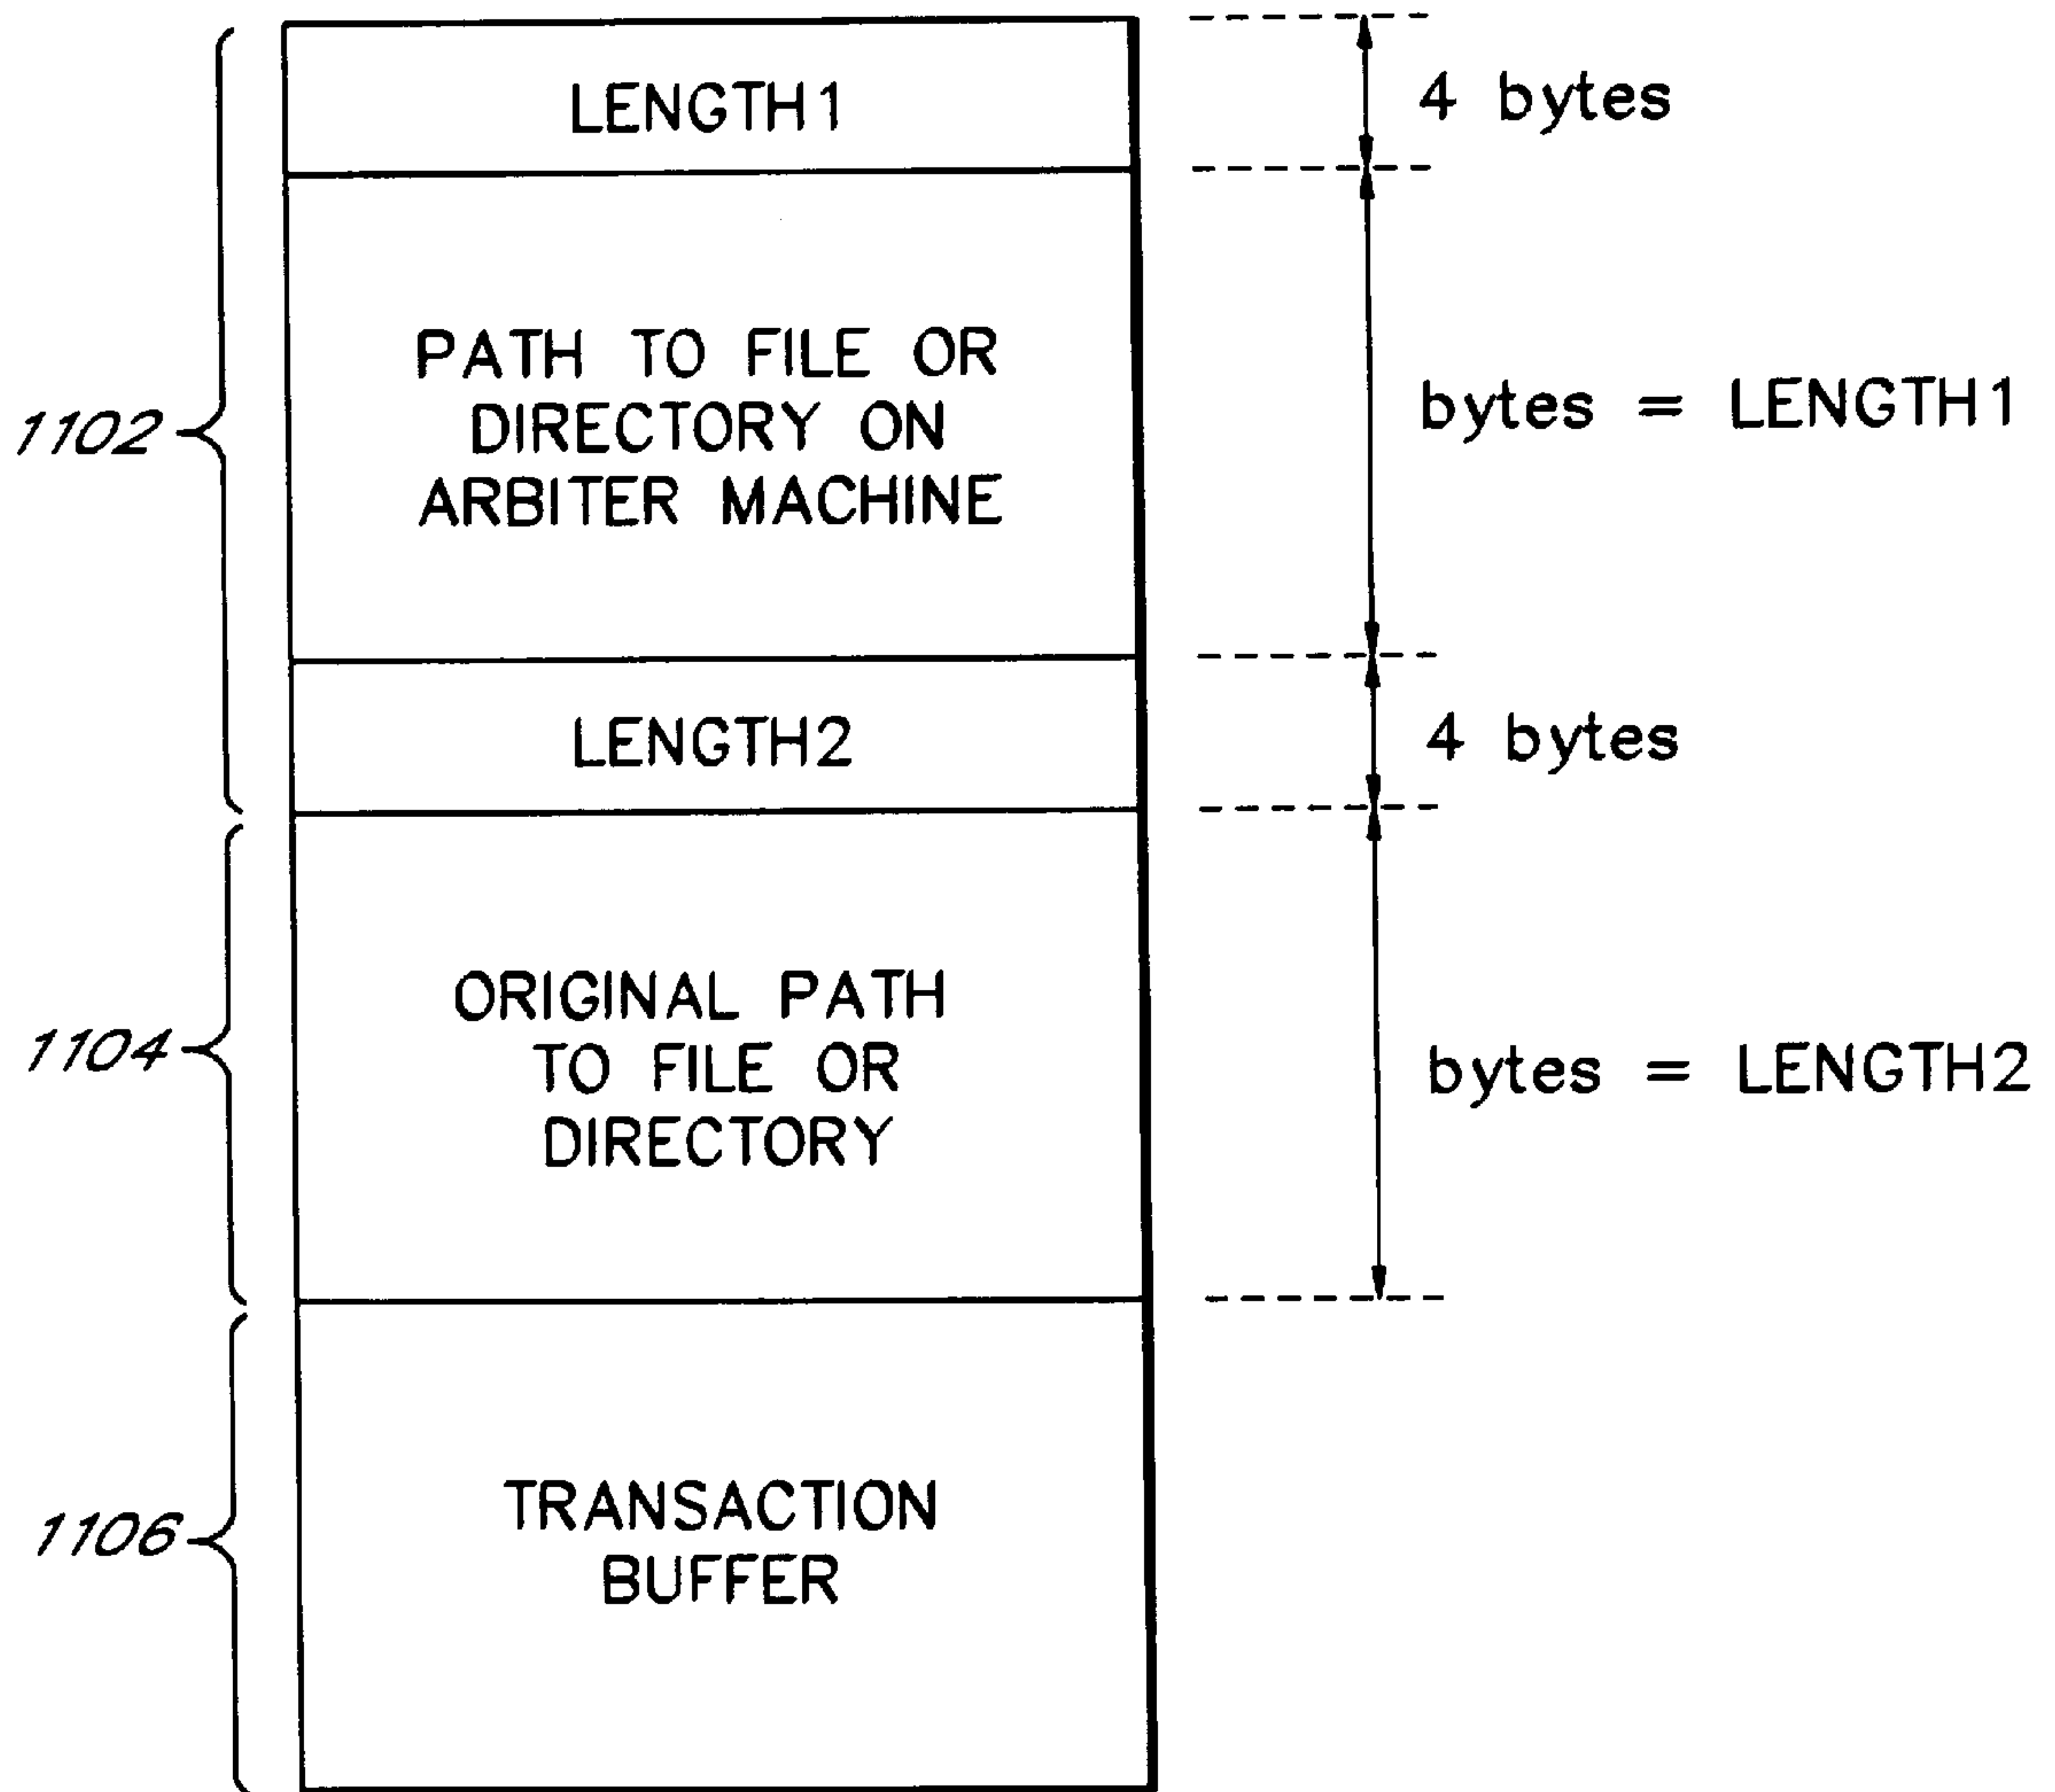 LENGTH1
4 bytes
PATH TO FILE OR
DIRECTORY ON
ARBITER MACHINE
1102
bytes = LENGTH1
LENGTH2
4 bytes
ORIGINAL PATH
TO FILE OR
DIRECTORY
1104
bytes = LENGTH2
TRANSACTION
BUFFER
1106